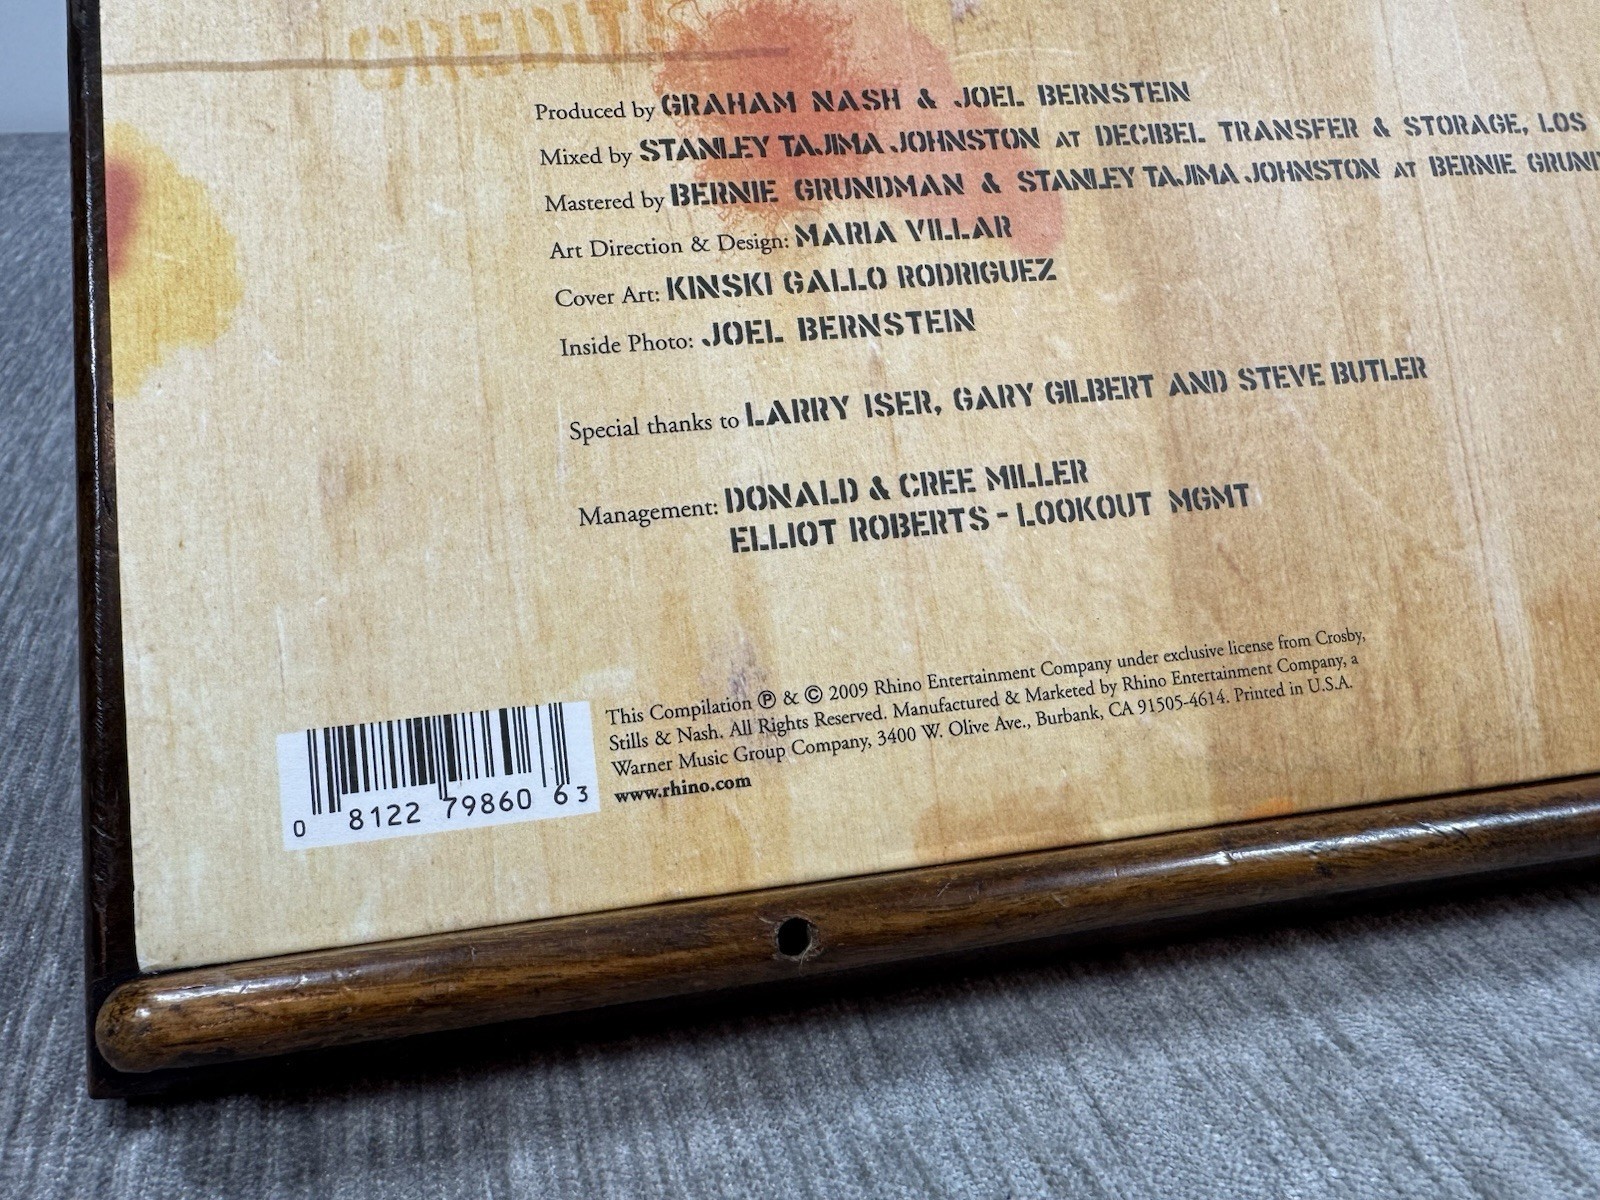 CREDITS
Produced by GRAHAM NASH & JOEL BERNSTEIN
Mixed by STANLEY TAJIMA JOHNSTON AT DECIBEL TRANSFER & STORAGE, LOS
Mastered by BERNIE GRUNDMAN & STANLEY TAJIMA JOHNSTON AT BERNIE
Art Direction & Design: MARIA VILLAR
Cover Art: KINSKI GALLO RODRIGUEZ
Inside Photo: JOEL BERNSTEIN
Special thanks to LARRY ISER, GARY GILBERT AND STEVE BUTLER
Management: DONALD & CREE MILLER
ELLIOT ROBERTS - LOOKOUT MGMT
This Compilation ℗ & © 2009 Rhino Entertainment Company under exclusive license from Crosby,
Stills & Nash. All Rights Reserved. Manufactured & Marketed by Rhino Entertainment Company, a
Warner Music Group Company, 3400 W. Olive Ave., Burbank, CA 91505-4614. Printed in U.S.A.
www.rhino.com
0 8122 79860 63